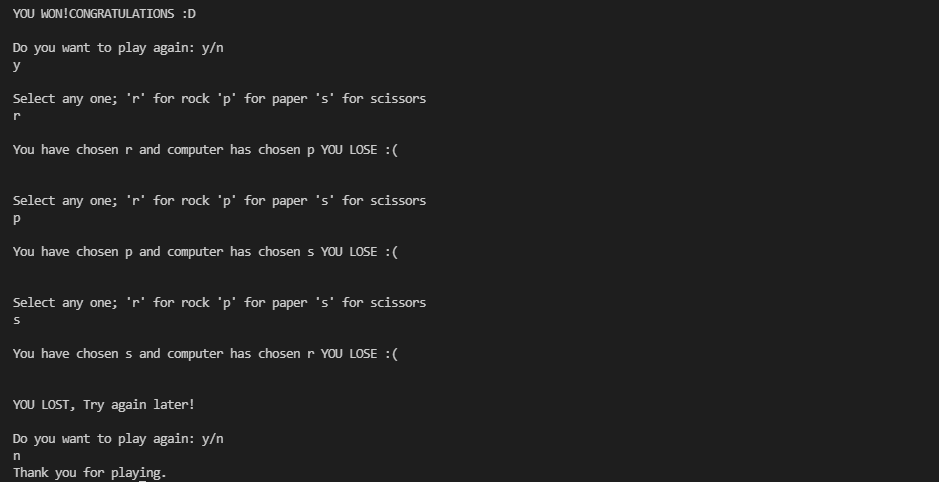 YOU WON!CONGRATULATIONS :D
Do you want to play again: y/n
y
Select any one; 'r' for rock 'p' for paper 's' for scissors
r
You have chosen r and computer has chosen p YOU LOSE :(
Select any one; 'r' for rock 'p' for paper 's' for scissors
p
You have chosen p and computer has chosen s YOU LOSE :(
Select any one; 'r' for rock 'p' for paper 's' for scissors
s
You have chosen s and computer has chosen r YOU LOSE :(
YOU LOST, Try again later!
Do you want to play again: y/n
n
Thank you for playing.